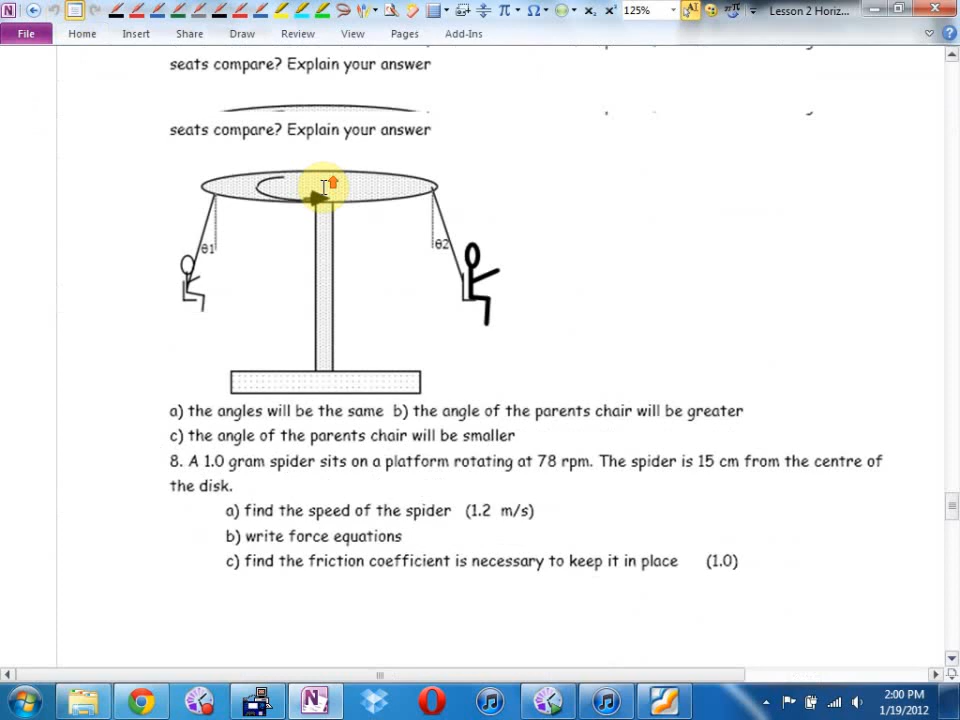 125%
Lesson 2 Horiz...
File Home Insert Share Draw Review View Pages Add-Ins
seats compare? Explain your answer
seats compare? Explain your answer
θ1
θ2
a) the angles will be the same b) the angle of the parents chair will be greater
c) the angle of the parents chair will be smaller
8. A 1.0 gram spider sits on a platform rotating at 78 rpm. The spider is 15 cm from the centre of
the disk.
a) find the speed of the spider (1.2 m/s)
b) write force equations
c) find the friction coefficient is necessary to keep it in place (1.0)
2:00 PM
1/19/2012